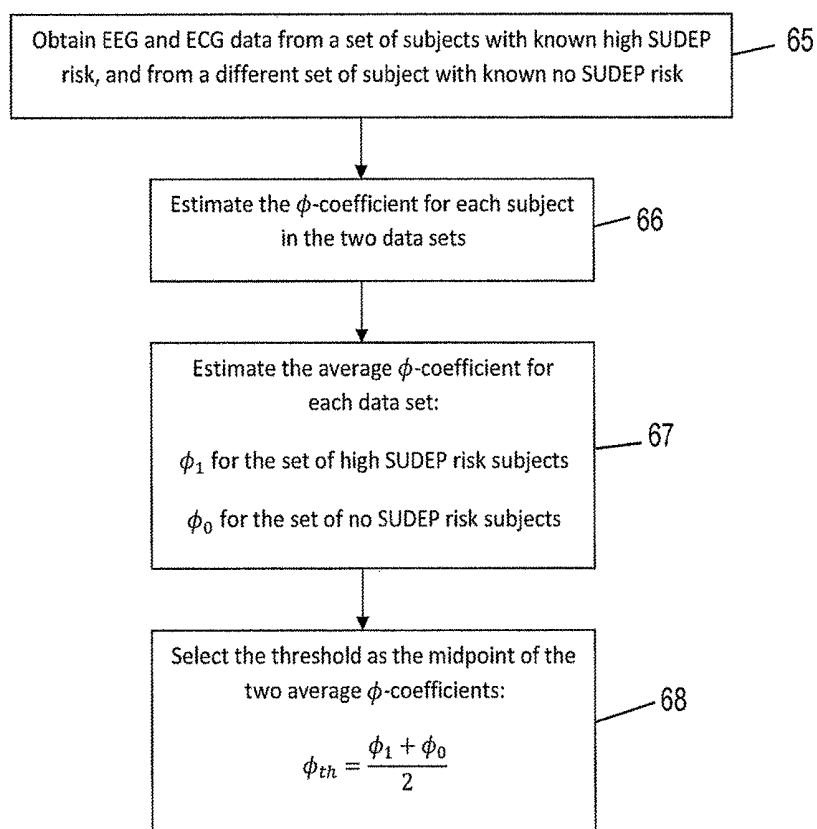 Obtain EEG and ECG data from a set of subjects with known high SUDEP
risk, and from a different set of subject with known no SUDEP risk
65
Estimate the ϕ-coefficient for each subject
in the two data sets
66
Estimate the average ϕ-coefficient for
each data set:
ϕ₁ for the set of high SUDEP risk subjects
ϕ₀ for the set of no SUDEP risk subjects
67
Select the threshold as the midpoint of the
two average ϕ-coefficients:
ϕₜₕ = (ϕ₁ + ϕ₀) / 2
68